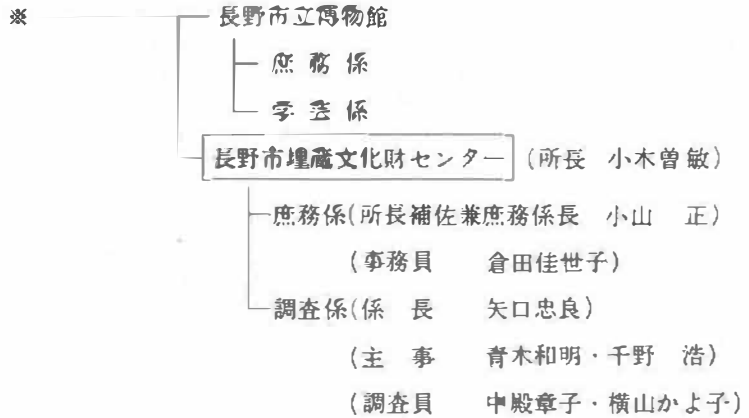 ※ 長野市立博物館
庶務係
学芸係
長野市埋蔵文化財センター (所長 小木曽敏)
庶務係(所長補佐兼庶務係長 小山 正)
(事務員 倉田佳世子)
調査係(係 長 矢口忠良)
(主 事 青木和明・千野 浩)
(調査員 中殿章子・横山かよ子)